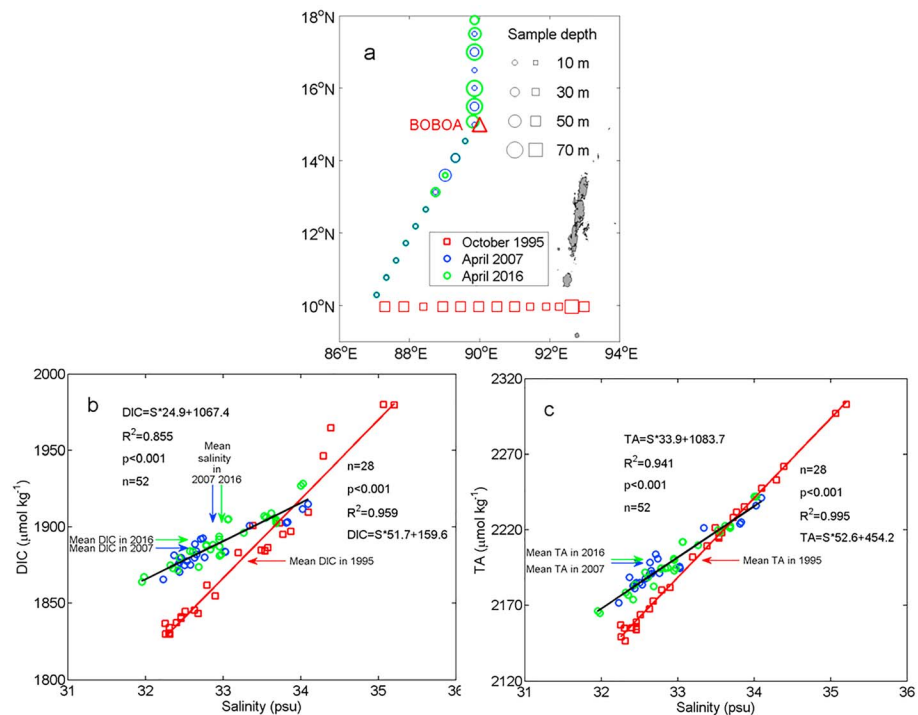 a
Sample depth
10 m
30 m
50 m
70 m
18°N
16°N
14°N
12°N
10°N
BOBOA
October 1995
April 2007
April 2016
86°E
88°E
90°E
92°E
94°E
b
2000
1950
1900
1850
1800
DIC (μmol kg⁻¹)
DIC=S*24.9+1067.4
R²=0.855
p<0.001
n=52
Mean
salinity
in
2007 2016
Mean DIC in 2016
Mean DIC in 2007
n=28
p<0.001
R²=0.959
DIC=S*51.7+159.6
Mean DIC in 1995
31
32
33
34
35
36
Salinity (psu)
c
2320
2270
2220
2170
2120
TA (μmol kg⁻¹)
TA=S*33.9+1083.7
R²=0.941
p<0.001
n=52
Mean TA in 2016
Mean TA in 2007
n=28
p<0.001
R²=0.995
TA=S*52.6+454.2
Mean TA in 1995
31
32
33
34
35
36
Salinity (psu)